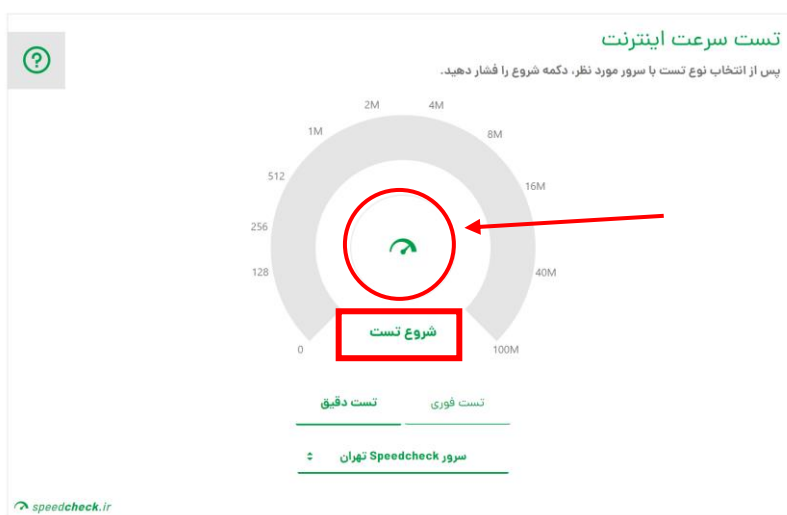 تست سرعت اینترنت
پس از انتخاب نوع تست با سرور مورد نظر، دکمه شروع را فشار دهید.
2M
4M
1M
8M
512
16M
256
128
40M
شروع تست
0
100M
تست فوری
تست دقیق
سرور Speedcheck تهران
speedcheck.ir